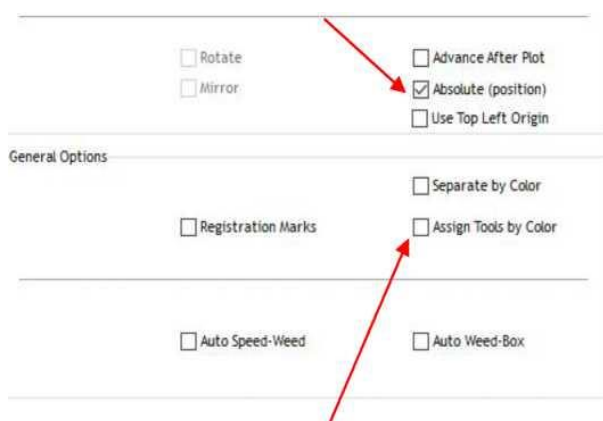 Rotate
Advance After Plot
Mirror
Absolute (position)
Use Top Left Origin
General Options
Separate by Color
Registration Marks
Assign Tools by Color
Auto Speed-Weed
Auto Weed-Box